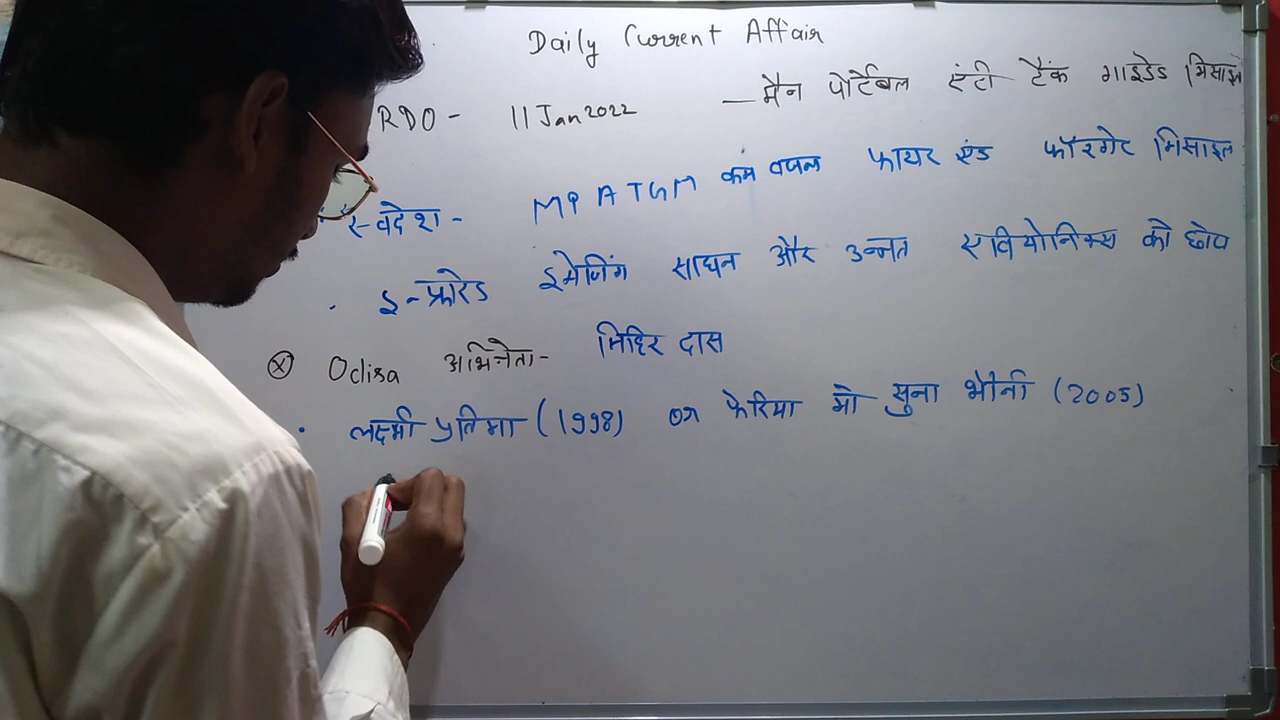 Daily Current Affair
RDO - 11 Jan 2022 — मैन पोर्टेबल एंटी टैंक गाइडेड मिसाइल
स्वदेश - MPATGM कम वजन फायर एंड फॉरगेट मिसाइल
. इन्फ्रारेड इमेजिंग साधन और उन्नत एवियोनिक्स को छोप
ⓧ Odisa अभिनेता - मिहिर दास
. लक्ष्मी प्रतिमा (1998) फेरिया मो सुना भौनी (2005)